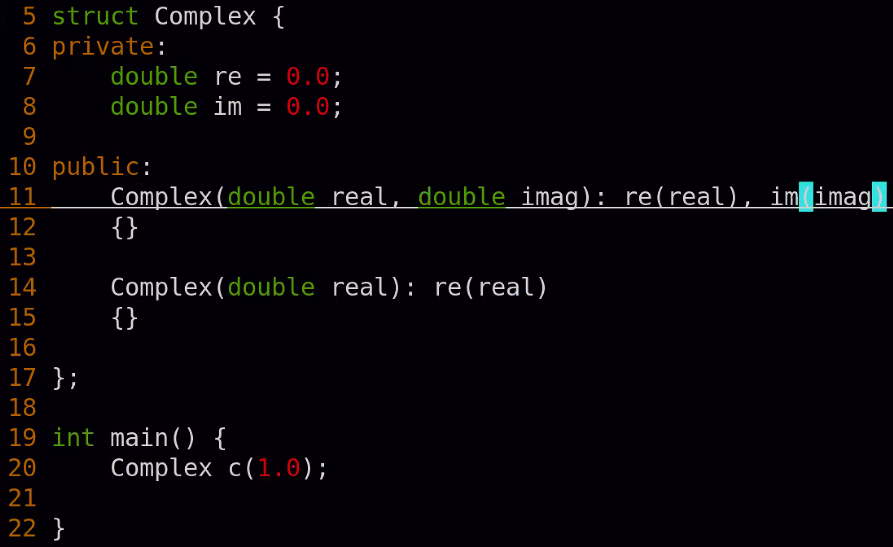 5 struct Complex {
6 private:
7     double re = 0.0;
8     double im = 0.0;
9
10 public:
11     Complex(double real, double imag): re(real), im(imag)
12     {}
13
14     Complex(double real): re(real)
15     {}
16
17 };
18
19 int main() {
20     Complex c(1.0);
21
22 }